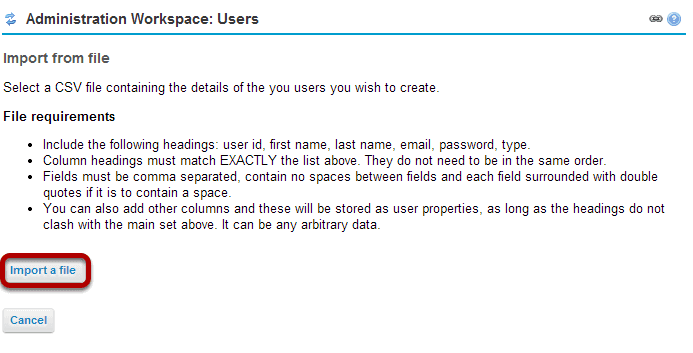 Administration Workspace: Users
Import from file
Select a CSV file containing the details of the you users you wish to create.
File requirements
Include the following headings: user id, first name, last name, email, password, type.
Column headings must match EXACTLY the list above. They do not need to be in the same order.
Fields must be comma separated, contain no spaces between fields and each field surrounded with double
quotes if it is to contain a space.
You can also add other columns and these will be stored as user properties, as long as the headings do not
clash with the main set above. It can be any arbitrary data.
Import a file
Cancel